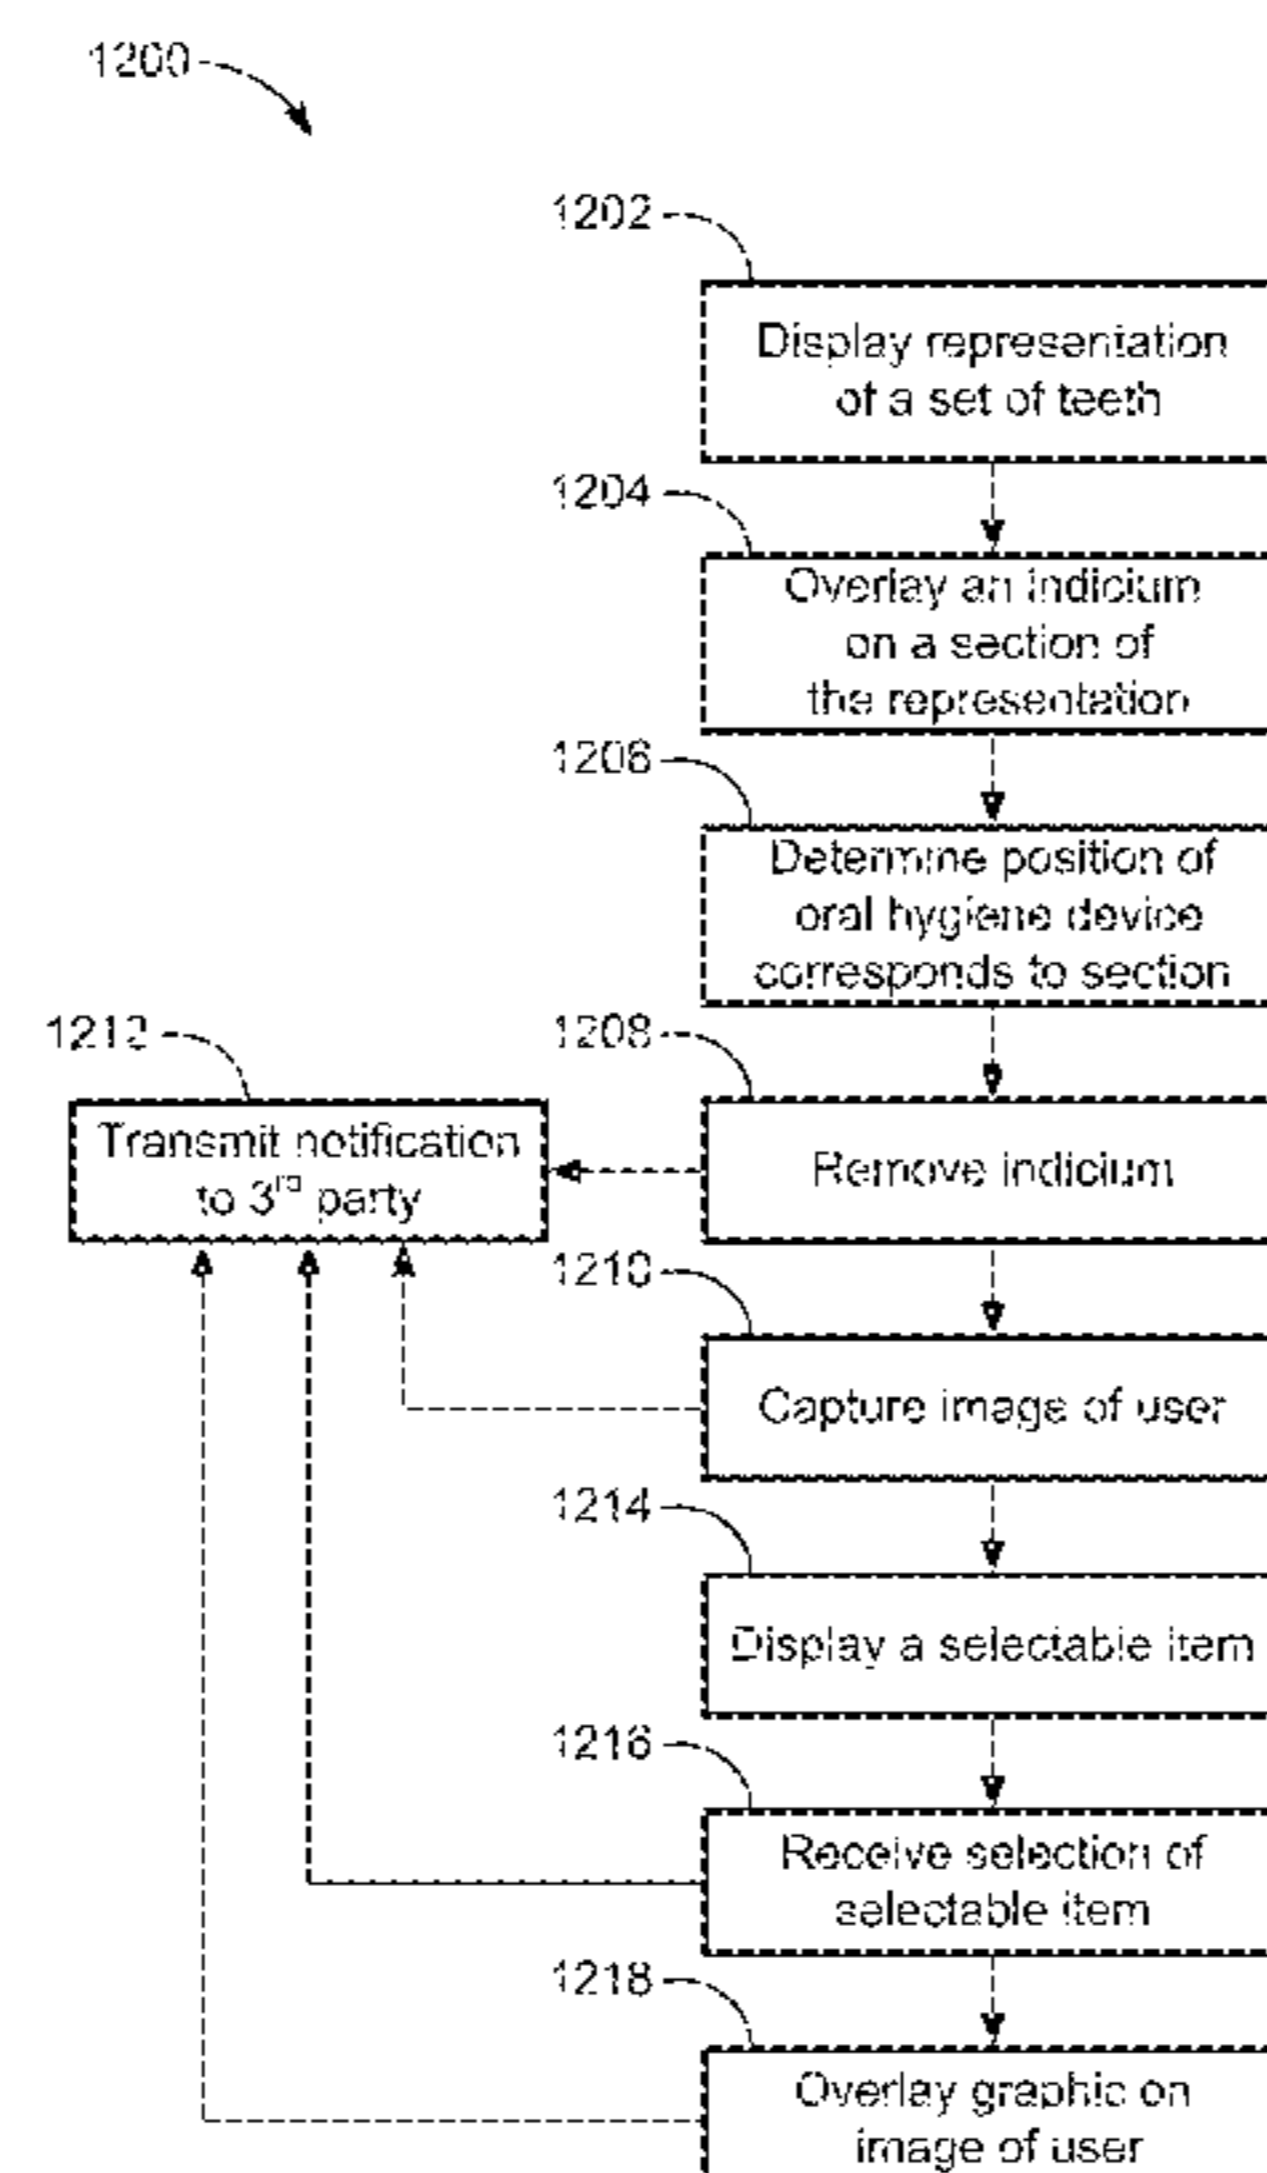 1200
1202
Display representation
of a set of teeth
1204
Overlay an indicium
on a section of
the representation
1206
Determine position of
oral hygiene device
corresponds to section
1212
Transmit notification
to 3rd party
1208
Remove indicium
1210
Capture image of user
1214
Display a selectable item
1216
Receive selection of
selectable item
1218
Overlay graphic on
image of user